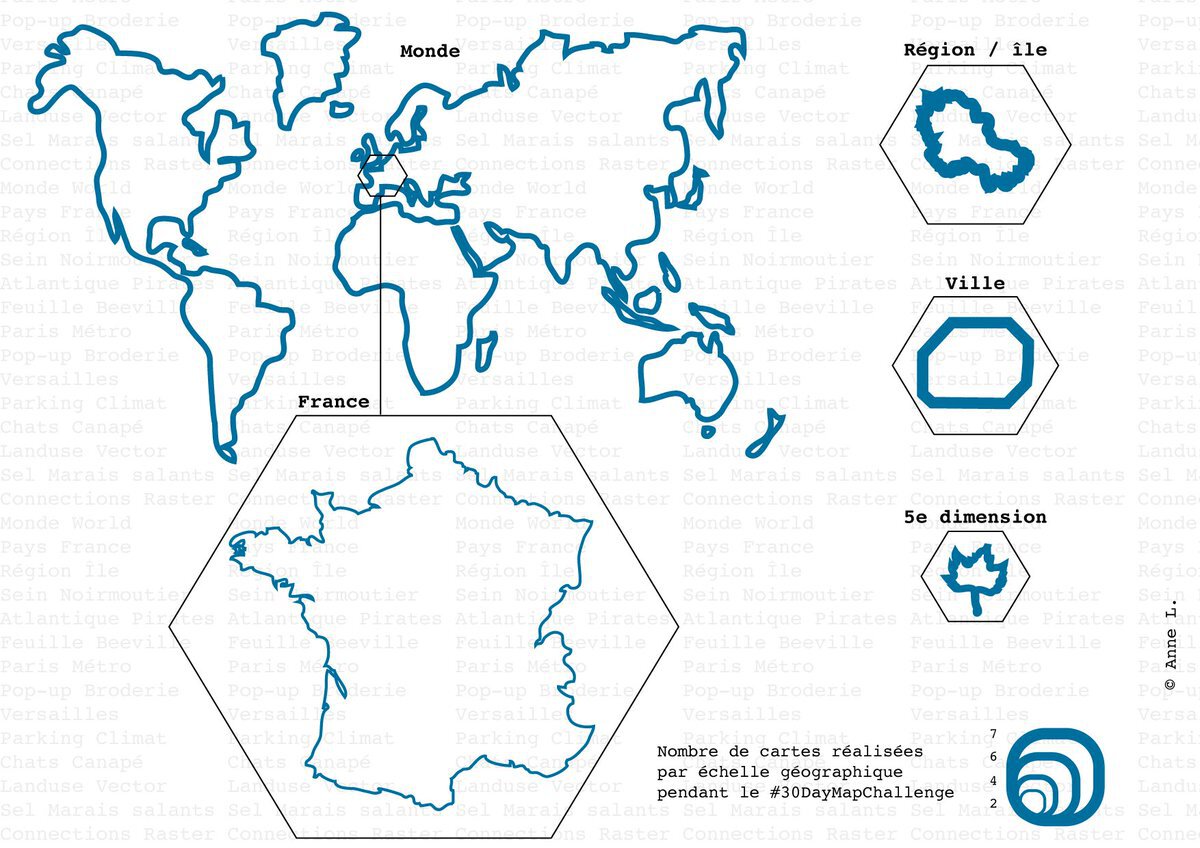 Monde
Région / île
Ville
France
5e dimension
© Anne L.
Nombre de cartes réalisées
par échelle géographique
pendant le #30DayMapChallenge
7
6
4
2
Pop-up Broderie
Versailles
Parking Climat
Chats Canapé
Landuse Vector
Sel Marais salants
Connections Raster
Monde World
Pays France
Région Île
Sein Noirmoutier
Atlantique Pirates
Feuille Beeville
Paris Métro